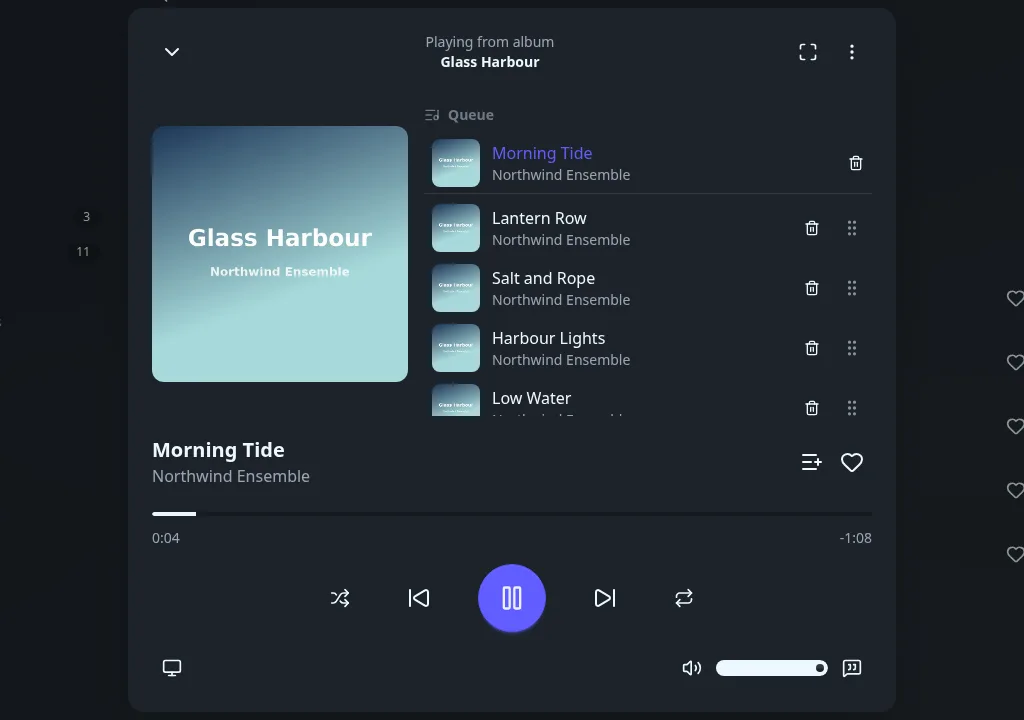 Playing from album
Glass Harbour
3
11
Queue
Glass Harbour
Northwind Ensemble
Morning Tide
Northwind Ensemble
Lantern Row
Northwind Ensemble
Salt and Rope
Northwind Ensemble
Harbour Lights
Northwind Ensemble
Low Water
Morning Tide
Northwind Ensemble
0:04
-1:08